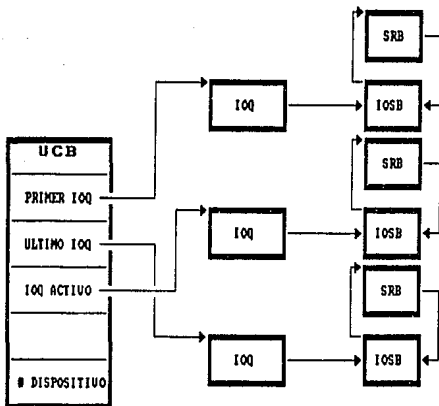 SRB
IOQ
IOSB
UCB
SRB
PRIMER IOQ
ULTIMO IOQ
IOQ
IOSB
IOQ ACTIVO
SRB
IOQ
IOSB
# DISPOSITIVO